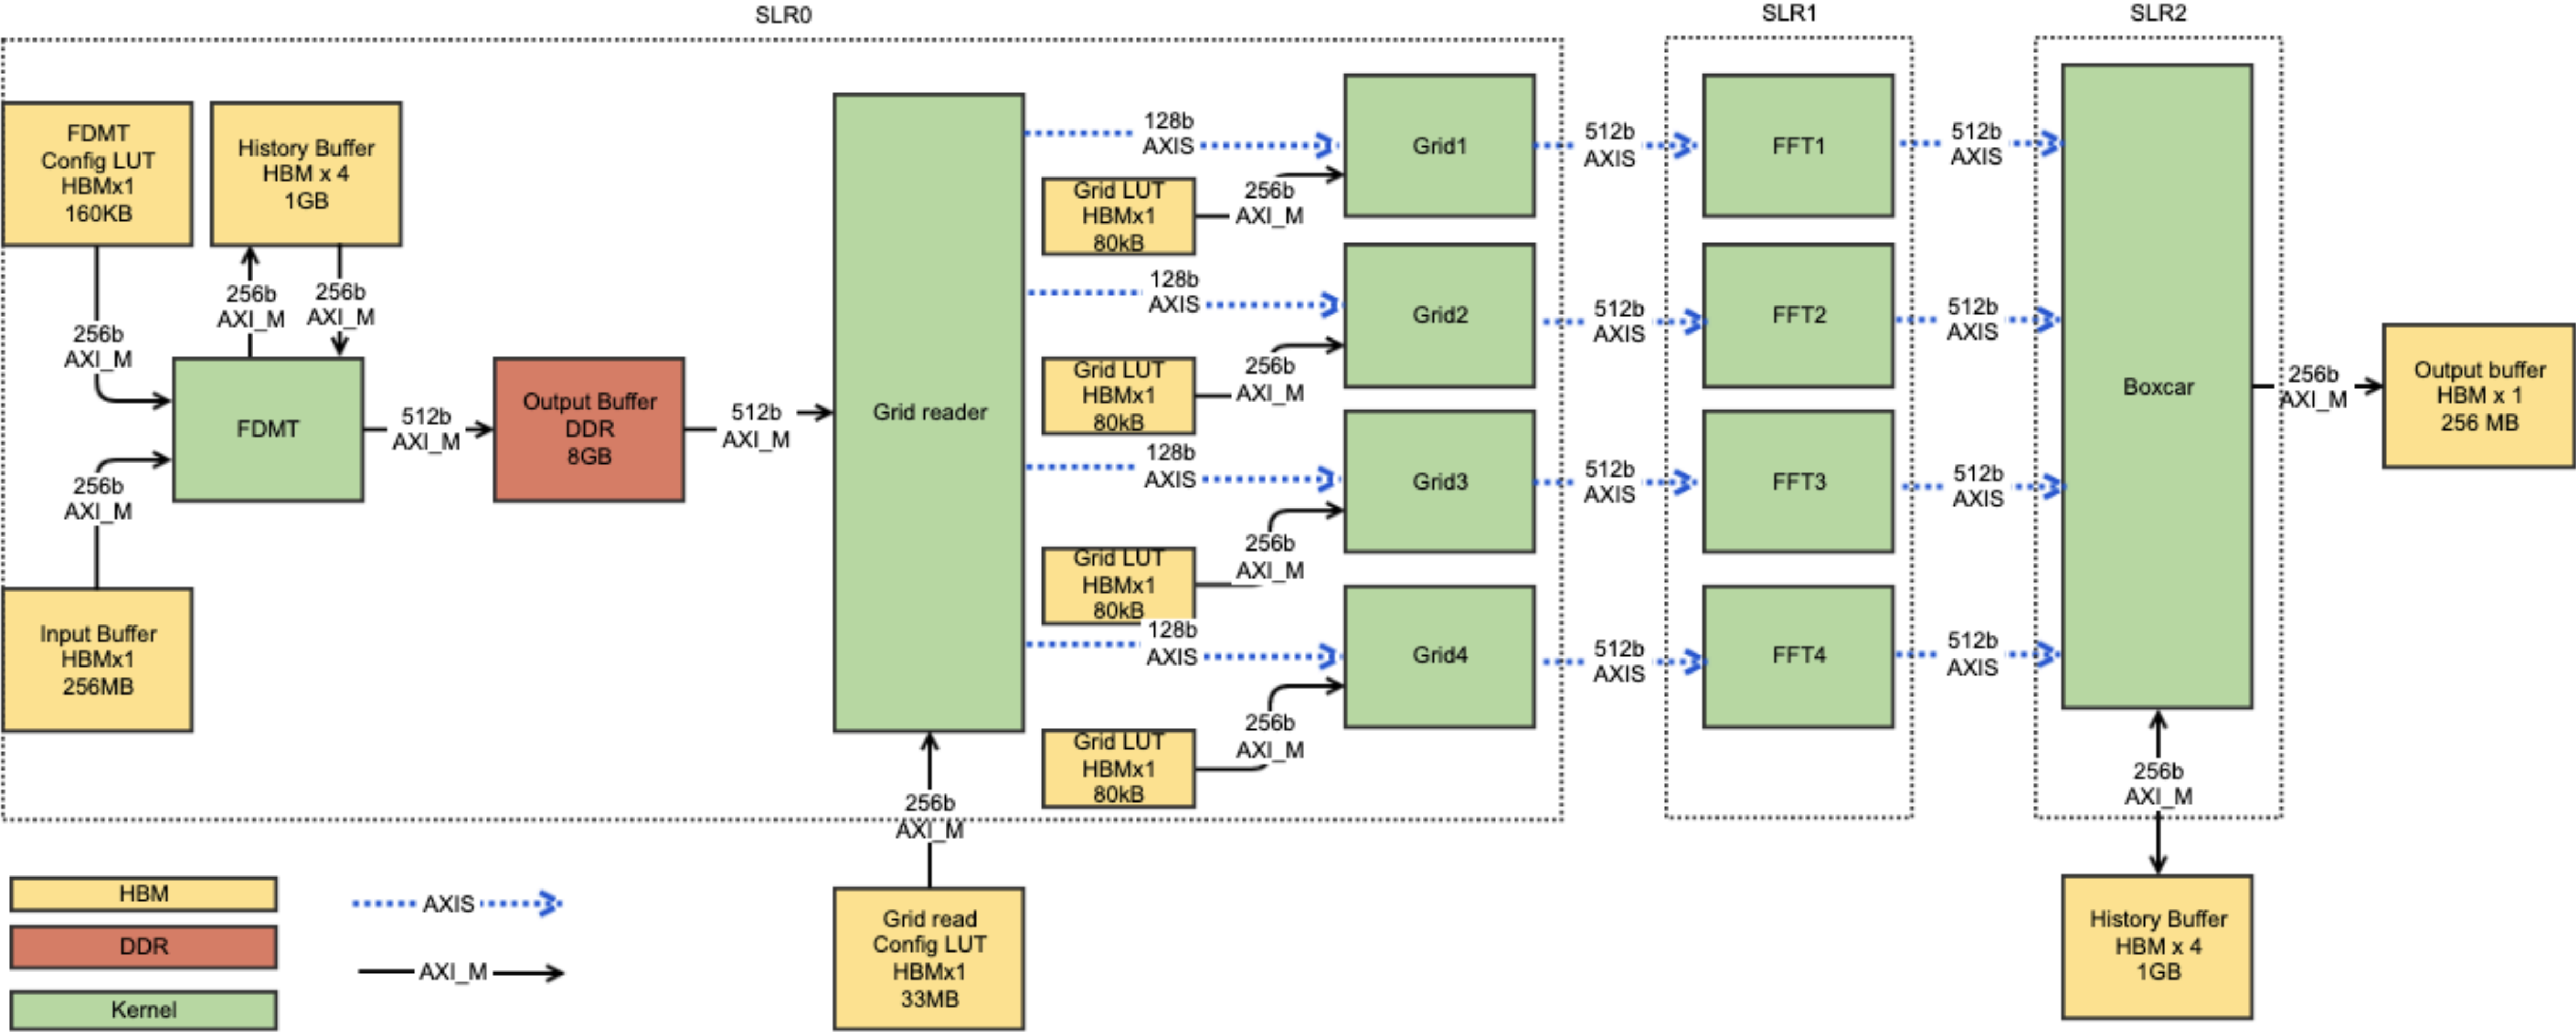 SLR0
SLR1
SLR2
FDMT
Config LUT
HBMx1
160KB
History Buffer
HBM x 4
1GB
256b
AXI_M
256b
AXI_M
256b
AXI_M
FDMT
256b
AXI_M
Input Buffer
HBMx1
256MB
512b
AXI_M
Output Buffer
DDR
8GB
512b
AXI_M
Grid reader
256b
AXI_M
Grid read
Config LUT
HBMx1
33MB
128b
AXIS
Grid LUT
HBMx1
80kB
256b
AXI_M
Grid1
512b
AXIS
FFT1
512b
AXIS
128b
AXIS
Grid LUT
HBMx1
80kB
256b
AXI_M
Grid2
512b
AXIS
FFT2
512b
AXIS
128b
AXIS
Grid LUT
HBMx1
80kB
256b
AXI_M
Grid3
512b
AXIS
FFT3
512b
AXIS
128b
AXIS
Grid LUT
HBMx1
80kB
256b
AXI_M
Grid4
512b
AXIS
FFT4
512b
AXIS
Boxcar
256b
AXI_M
Output buffer
HBM x 1
256 MB
256b
AXI_M
History Buffer
HBM x 4
1GB
HBM
DDR
Kernel
AXIS
AXI_M